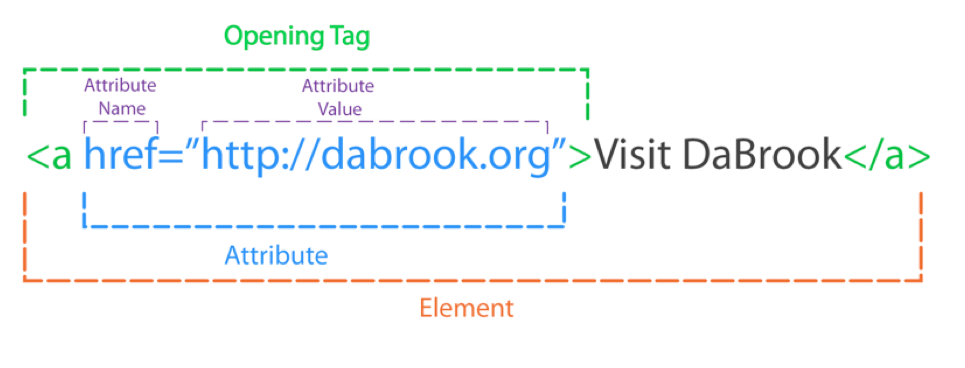 Opening Tag
Attribute
Name
Attribute
Value
<a href=”http://dabrook.org”>Visit DaBrook</a>
Attribute
Element